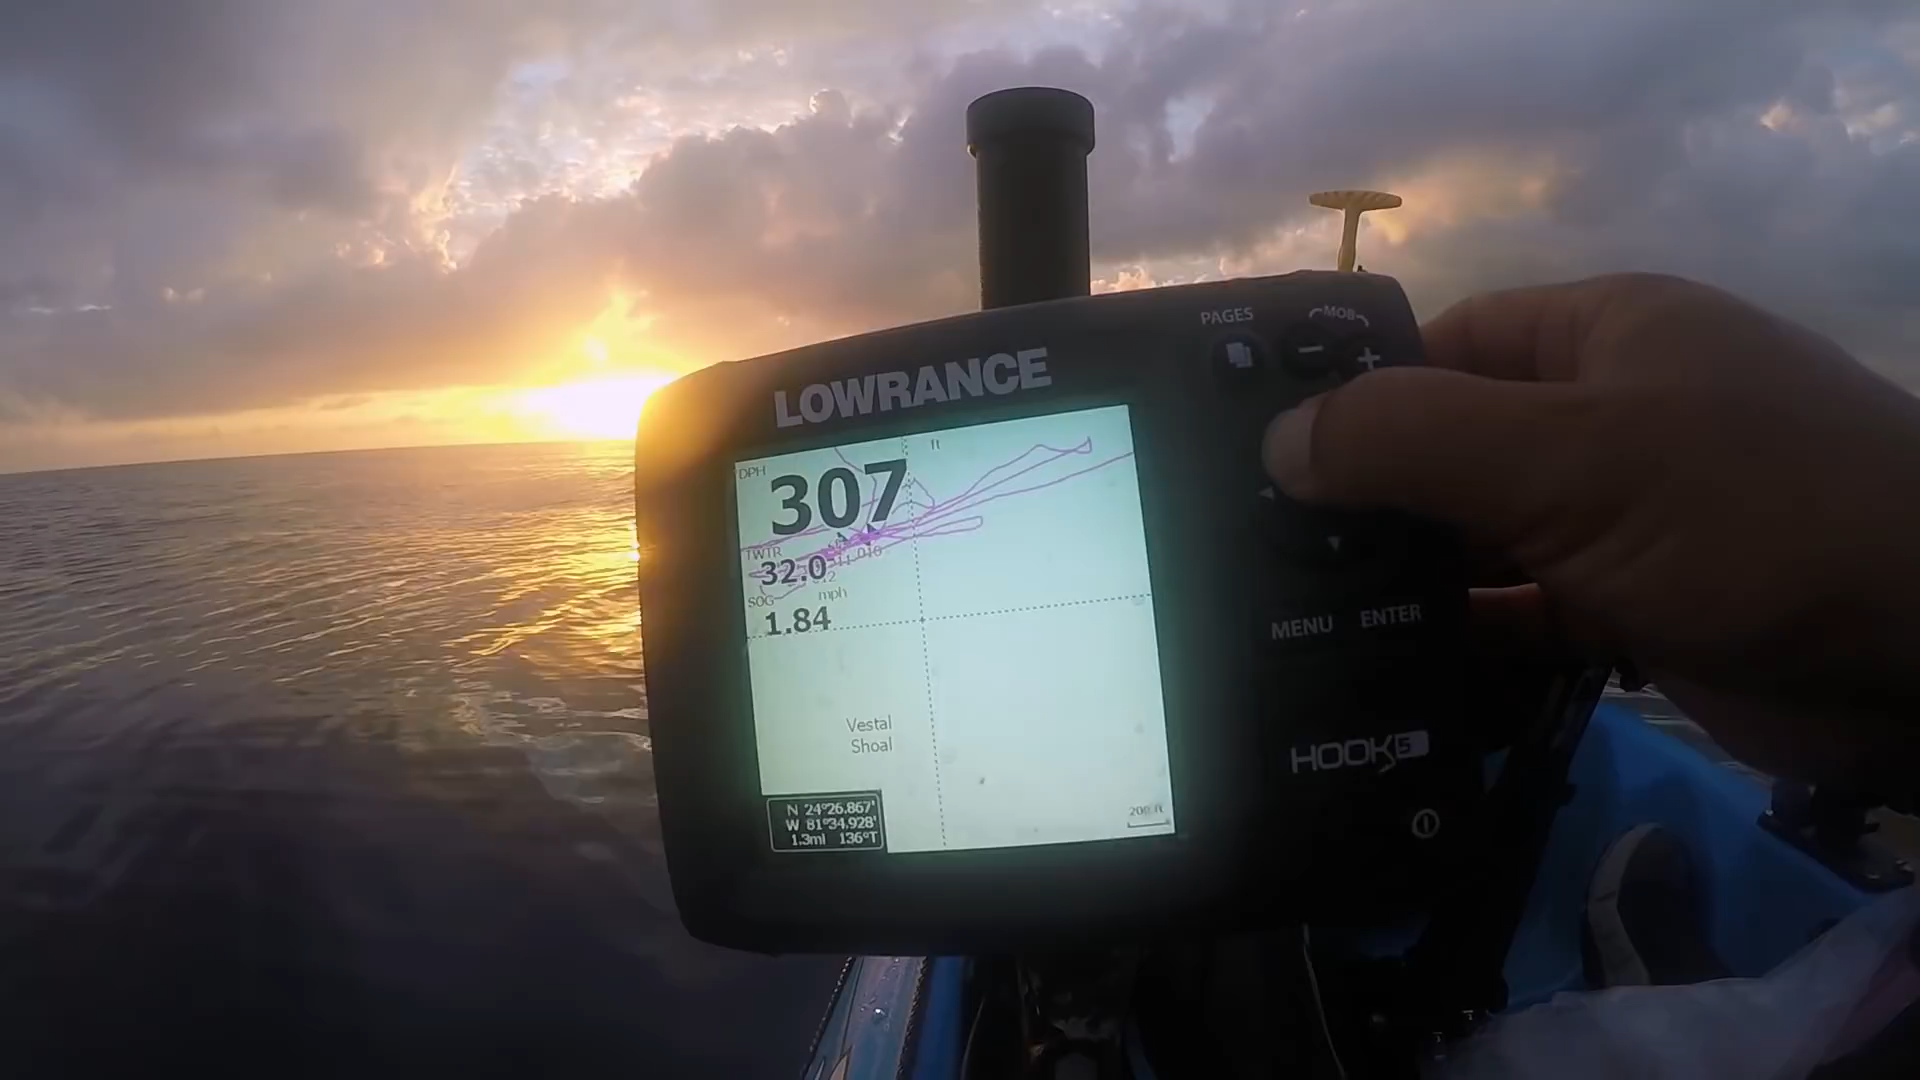 PAGES
MOB
LOWRANCE
ft
DPH
307
TWTR
32.0
010
mph
SOG
1.84
MENU ENTER
Vestal
Shoal
HOOK5
N 24°26.867'
W 81°34.928'
1.3mi 136°T
200 ft